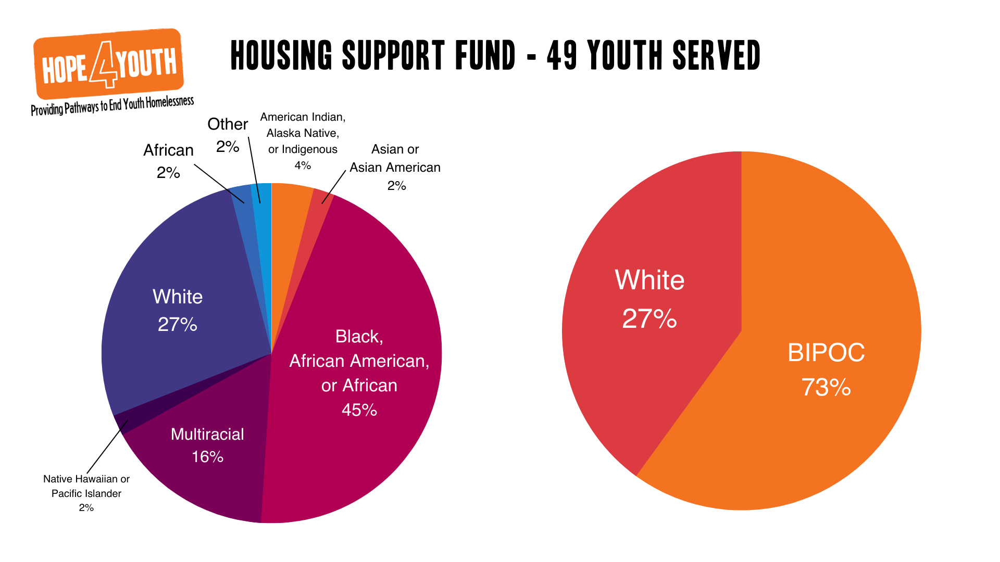 HOPE4YOUTH
Providing Pathways to End Youth Homelessness
HOUSING SUPPORT FUND - 49 YOUTH SERVED
African
2%
Other
2%
American Indian,
Alaska Native,
or Indigenous
4%
Asian or
Asian American
2%
White
27%
Black,
African American,
or African
45%
Multiracial
16%
Native Hawaiian or
Pacific Islander
2%
White
27%
BIPOC
73%